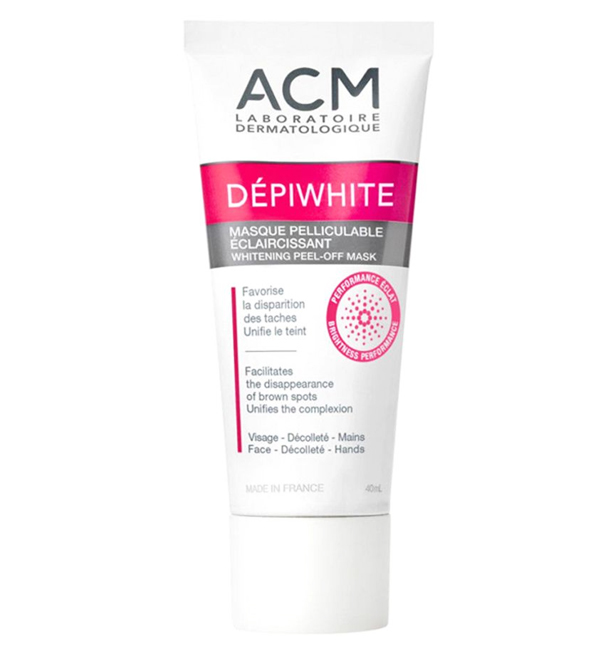 ACM
LABORATOIRE
DERMATOLOGIQUE
DÉPIWHITE
MASQUE PELLICULABLE
ÉCLAIRCISSANT
WHITENING PEEL-OFF MASK
PERFORMANCE ÉCLAT
BRIGHTNESS PERFORMANCE
Favorise
la disparition
des taches
Unifie le teint
Facilitates
the disappearance
of brown spots
Unifies the complexion
Visage - Décolleté - Mains
Face - Décolleté - Hands
MADE IN FRANCE 40mL